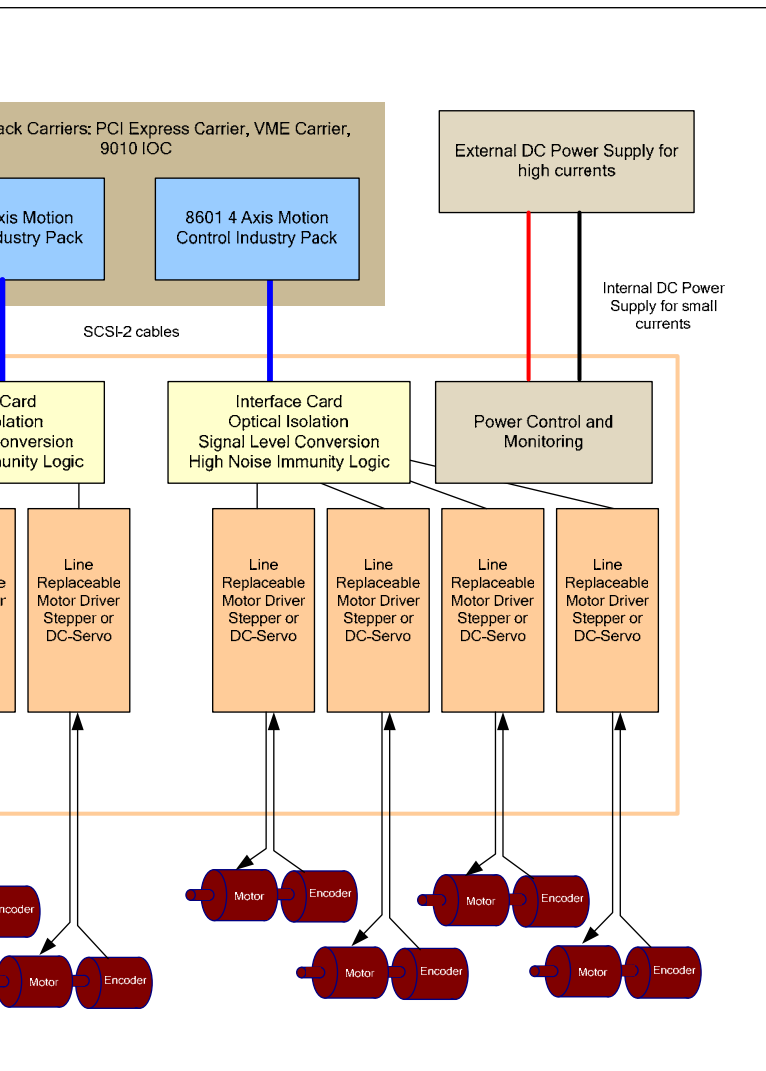 ack Carriers: PCI Express Carrier, VME Carrier,
9010 IOC
xis Motion
dustry Pack
8601 4 Axis Motion
Control Industry Pack
External DC Power Supply for
high currents
Internal DC Power
Supply for small
currents
SCSI-2 cables
Card
olation
onversion
unity Logic
Interface Card
Optical Isolation
Signal Level Conversion
High Noise Immunity Logic
Power Control and
Monitoring
e
r
Line
Replaceable
Motor Driver
Stepper or
DC-Servo
Line
Replaceable
Motor Driver
Stepper or
DC-Servo
Line
Replaceable
Motor Driver
Stepper or
DC-Servo
Line
Replaceable
Motor Driver
Stepper or
DC-Servo
Line
Replaceable
Motor Driver
Stepper or
DC-Servo
ncoder
Motor
Encoder
Motor
Encoder
Motor
Encoder
Motor
Encoder
Motor
Encoder